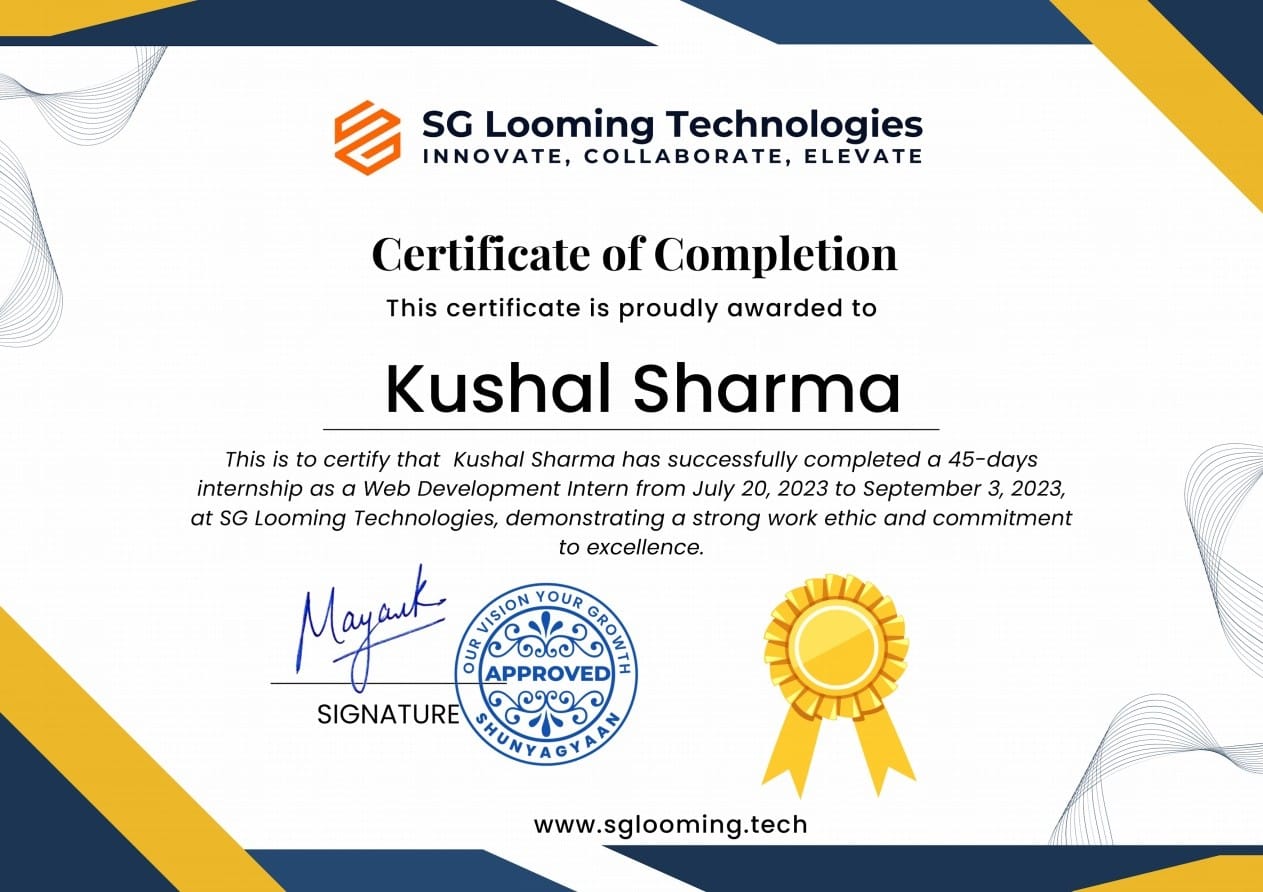 SG Looming Technologies
INNOVATE, COLLABORATE, ELEVATE
Certificate of Completion
This certificate is proudly awarded to
Kushal Sharma
This is to certify that  Kushal Sharma has successfully completed a 45-days
internship as a Web Development Intern from July 20, 2023 to September 3, 2023,
at SG Looming Technologies, demonstrating a strong work ethic and commitment
to excellence.
Mayank
SIGNATURE
OUR VISION YOUR GROWTH
APPROVED
SHUNYAGYAAN
www.sglooming.tech